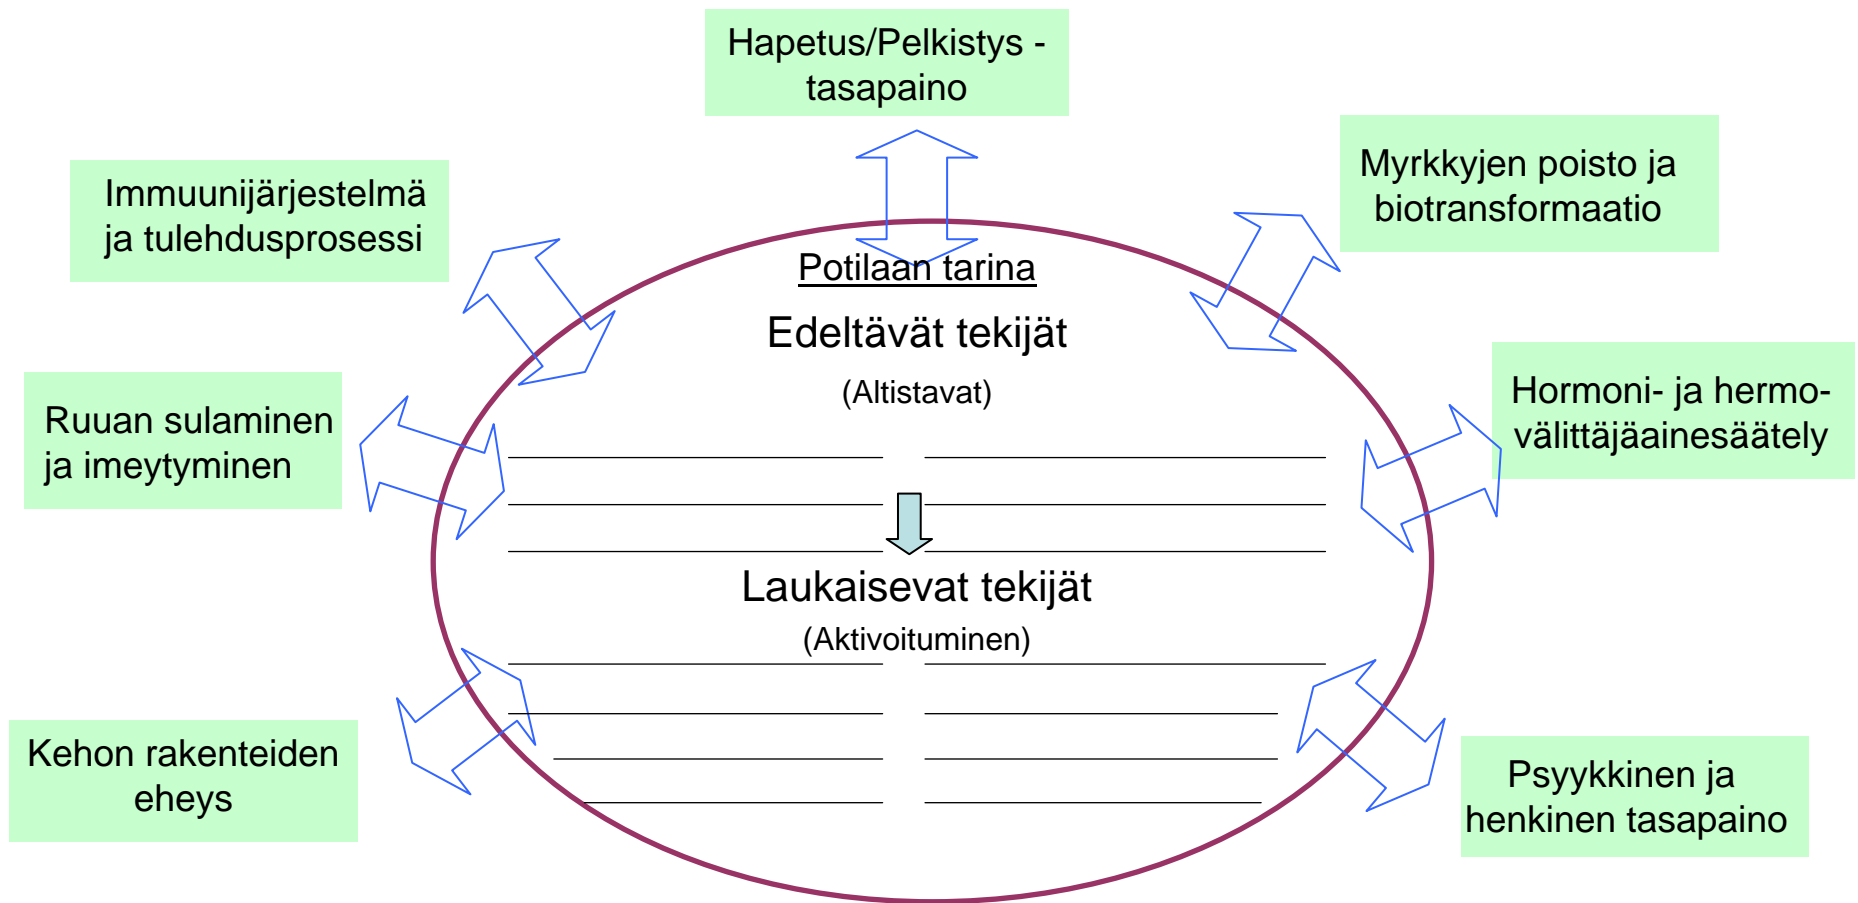 Hapetus/Pelkistys -
tasapaino
Immuunijärjestelmä
ja tulehdusprosessi
Myrkkyjen poisto ja
biotransformaatio
Potilaan tarina
Edeltävät tekijät
(Altistavat)
Ruuan sulaminen
ja imeytyminen
Hormoni- ja hermo-
välittäjäainesäätely
Laukaisevat tekijät
(Aktivoituminen)
Kehon rakenteiden
eheys
Psyykkinen ja
henkinen tasapaino